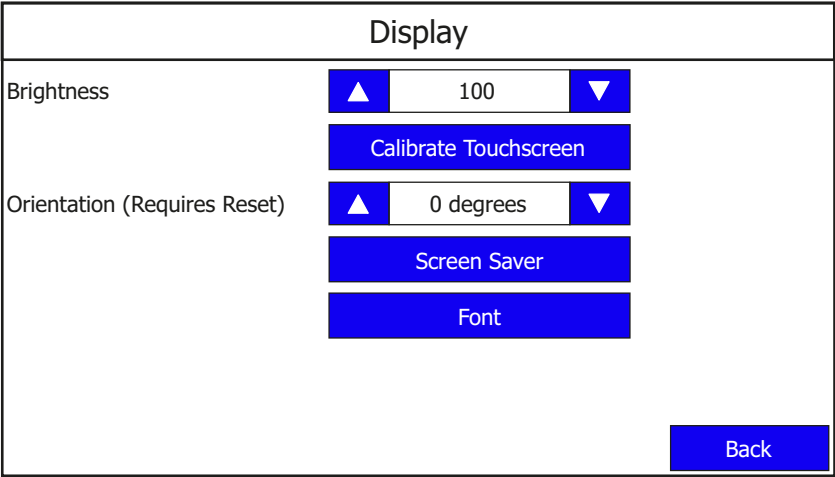 Display
Brightness
100
Calibrate Touchscreen
Orientation (Requires Reset)
0 degrees
Screen Saver
Font
Back